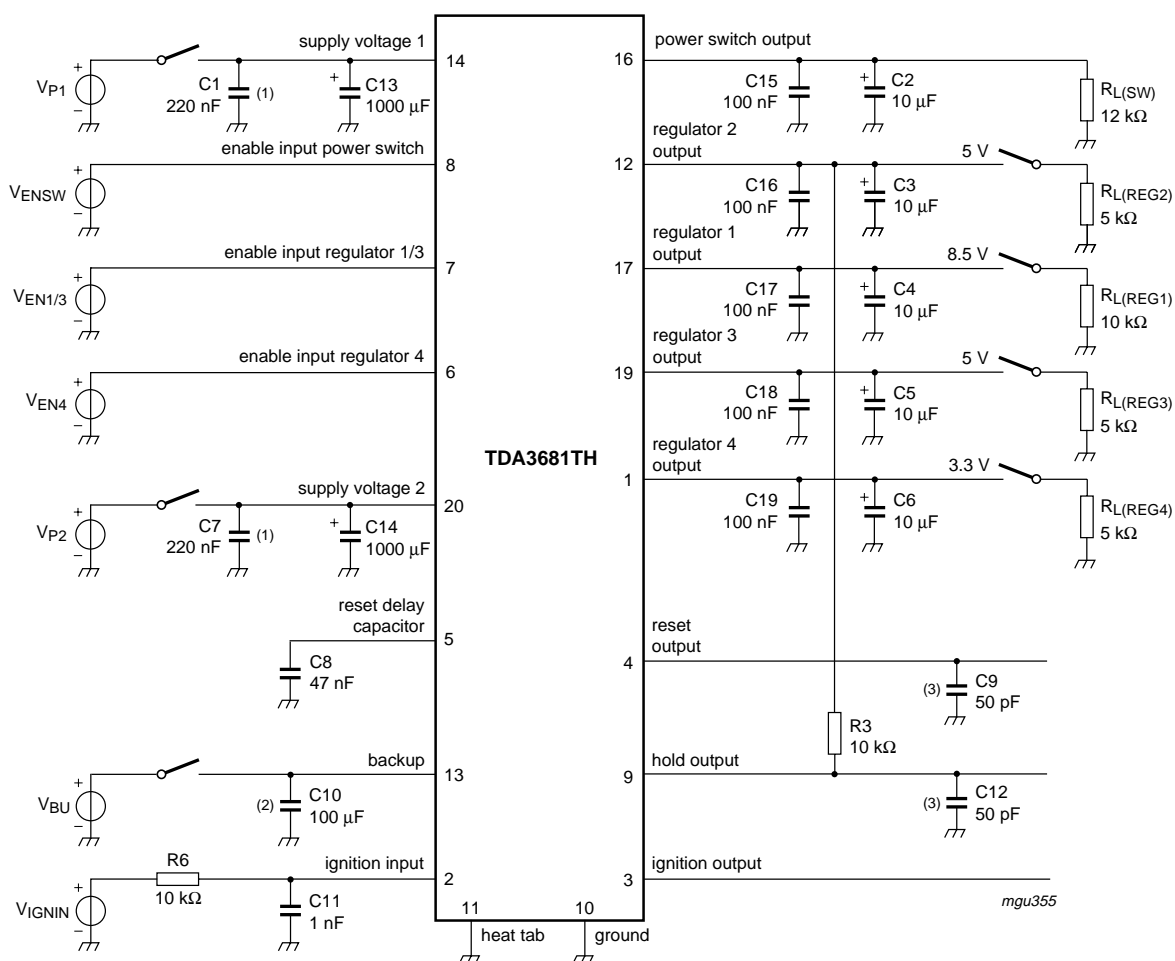 supply voltage 1
14
+
V_P1
−
C1
220 nF
(1)
+
C13
1000 μF
enable input power switch
8
+
V_ENSW
−
enable input regulator 1/3
7
+
V_EN1/3
−
enable input regulator 4
6
+
V_EN4
−
supply voltage 2
20
+
V_P2
−
C7
220 nF
(1)
+
C14
1000 μF
reset delay
capacitor
5
C8
47 nF
backup
13
+
V_BU
−
(2)
C10
100 μF
ignition input
2
+
V_IGNIN
−
R6
10 kΩ
C11
1 nF
TDA3681TH
11
heat tab
10
ground
power switch output
16
C15
100 nF
+
C2
10 μF
R_L(SW)
12 kΩ
regulator 2
output
12
C16
100 nF
+
C3
10 μF
5 V
R_L(REG2)
5 kΩ
regulator 1
output
17
C17
100 nF
+
C4
10 μF
8.5 V
R_L(REG1)
10 kΩ
regulator 3
output
19
C18
100 nF
+
C5
10 μF
5 V
R_L(REG3)
5 kΩ
regulator 4
output
1
C19
100 nF
+
C6
10 μF
3.3 V
R_L(REG4)
5 kΩ
reset
output
4
(3)
C9
50 pF
R3
10 kΩ
hold output
9
(3)
C12
50 pF
ignition output
3
mgu355